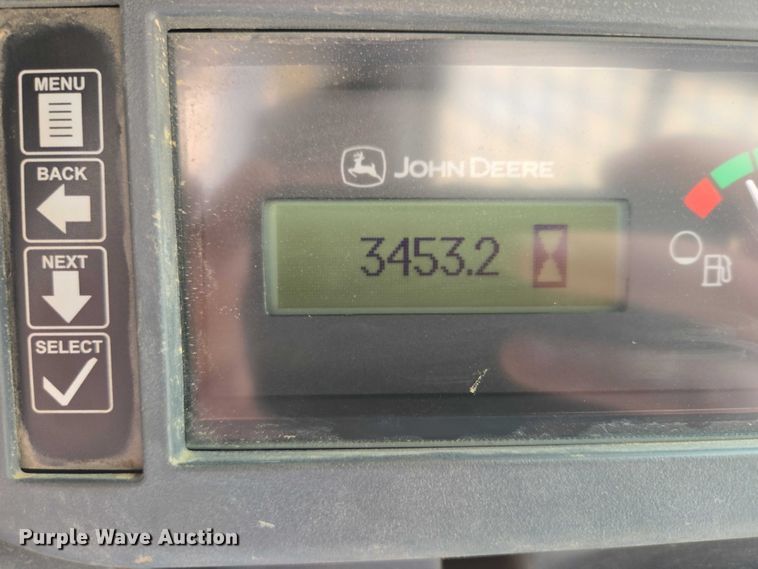 MENU
BACK
NEXT
SELECT
JOHN DEERE
3453.2
Purple Wave Auction